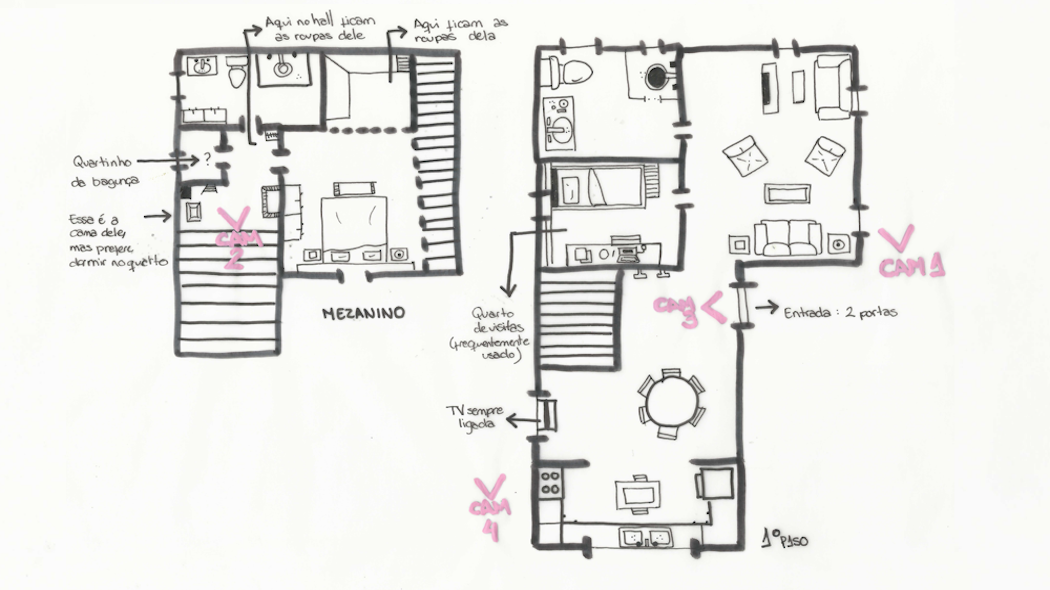 Aqui no hall ficam
as roupas dele
Aqui ficam as
roupas dela
Quartinho
da bagunça
?
Essa é a
cama dele,
mas prefere
dormir no quarto
CAM
2
MEZANINO
Quarto
de visitas
(frequentemente
usado)
CAM 1
CAM
3
Entrada: 2 portas
TV sempre
ligada
CAM
4
1º PISO